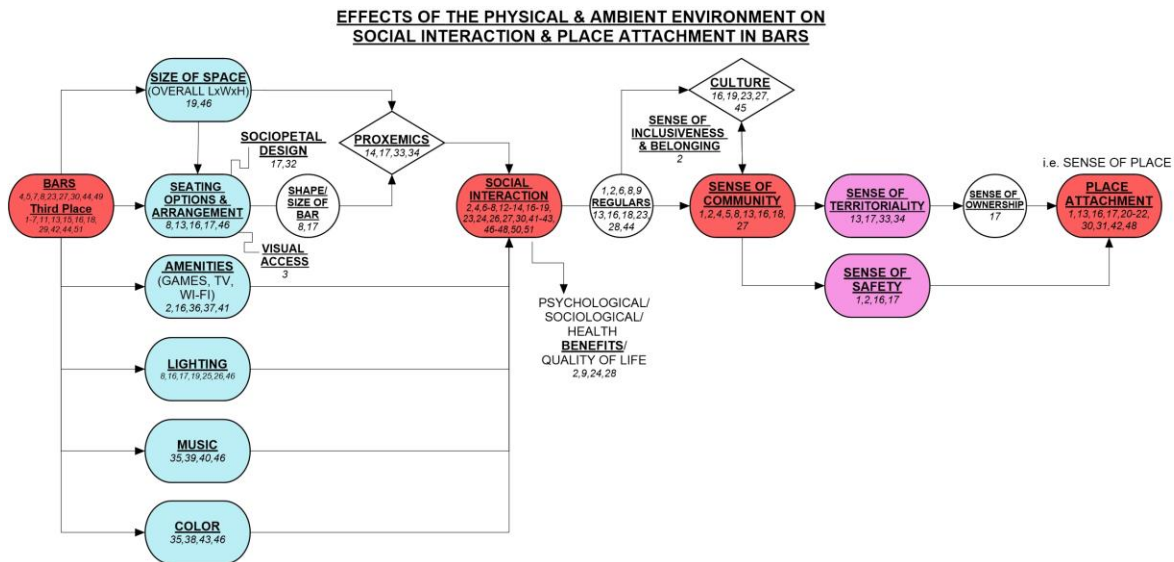 EFFECTS OF THE PHYSICAL & AMBIENT ENVIRONMENT ON
SOCIAL INTERACTION & PLACE ATTACHMENT IN BARS
SIZE OF SPACE
(OVERALL LxWxH)
19,46
SOCIOPETAL
DESIGN
17,32
PROXEMICS
14,17,33,34
CULTURE
16,19,23,27,
45
SENSE OF
INCLUSIVENESS
& BELONGING
2
i.e. SENSE OF PLACE
BARS
4,5,7,8,23,27,30,44,49
Third Place
1-7,11,13,15,16,18,
29,42,44,51
SEATING
OPTIONS &
ARRANGEMENT
8,13,16,17,46
SHAPE/
SIZE OF BAR
8,17
VISUAL
ACCESS
3
SOCIAL
INTERACTION
2,4,6-8,12-14,16-19,
23,24,26,27,30,41-43,
46-48,50,51
1,2,6,8,9
REGULARS
13,16,18,23,
28,44
SENSE OF
COMMUNITY
1,2,4,5,8,13,16,18,
27
SENSE OF
TERRITORIALITY
13,17,33,34
SENSE OF
OWNERSHIP
17
PLACE
ATTACHMENT
1,13,16,17,20-22,
30,31,42,48
AMENITIES
(GAMES, TV,
WI-FI)
2,16,36,37,41
SENSE OF
SAFETY
1,2,16,17
PSYCHOLOGICAL/
SOCIOLOGICAL/
HEALTH
BENEFITS/
QUALITY OF LIFE
2,9,24,28
LIGHTING
8,16,17,19,25,26,46
MUSIC
35,39,40,46
COLOR
35,38,43,46